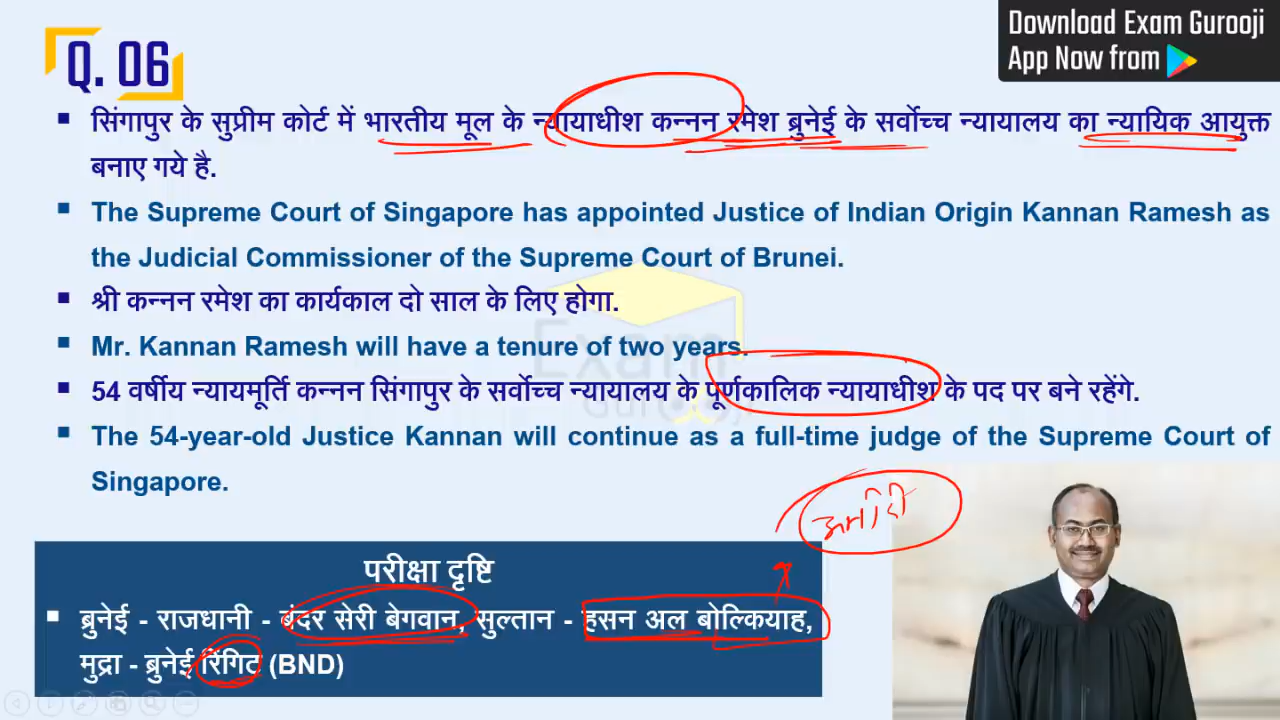 Download Exam Gurooji
App Now from
Q. 06
सिंगापुर के सुप्रीम कोर्ट में भारतीय मूल के न्यायाधीश कन्नन रमेश ब्रुनेई के सर्वोच्च न्यायालय का न्यायिक आयुक्त
बनाए गये है.
The Supreme Court of Singapore has appointed Justice of Indian Origin Kannan Ramesh as
the Judicial Commissioner of the Supreme Court of Brunei.
श्री कन्नन रमेश का कार्यकाल दो साल के लिए होगा.
Mr. Kannan Ramesh will have a tenure of two years.
54 वर्षीय न्यायमूर्ति कन्नन सिंगापुर के सर्वोच्च न्यायालय के पूर्णकालिक न्यायाधीश के पद पर बने रहेंगे.
The 54-year-old Justice Kannan will continue as a full-time judge of the Supreme Court of
Singapore.
Exam
Gurooji
परीक्षा दृष्टि
ब्रुनेई - राजधानी - बंदर सेरी बेगवान, सुल्तान - हसन अल बोल्कियाह,
मुद्रा - ब्रुनेई रिंगिट (BND)